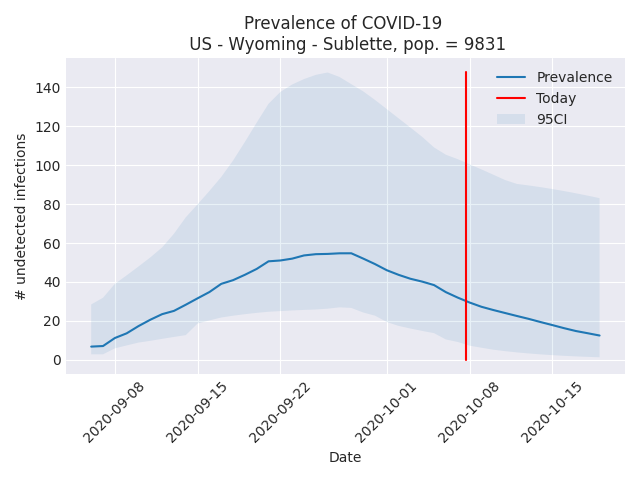 Prevalence of COVID-19
US - Wyoming - Sublette, pop. = 9831
Prevalence
Today
95CI
# undetected infections
140
120
100
80
60
40
20
0
2020-09-08
2020-09-15
2020-09-22
2020-10-01
2020-10-08
2020-10-15
Date